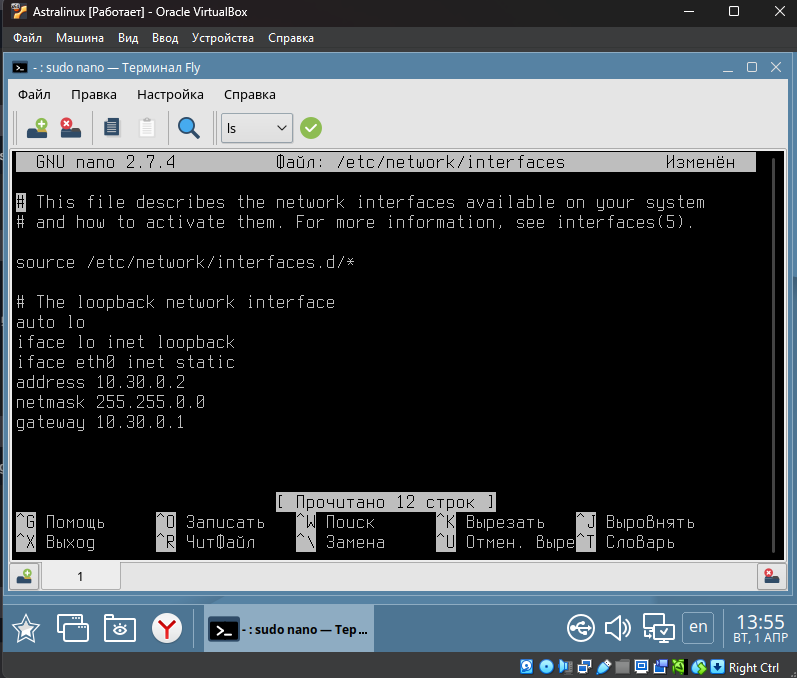 Astralinux [Работает] - Oracle VirtualBox
Файл Машина Вид Ввод Устройства Справка
- : sudo nano — Терминал Fly
Файл Правка Настройка Справка
ls
GNU nano 2.7.4 Файл: /etc/network/interfaces Изменён
# This file describes the network interfaces available on your system
# and how to activate them. For more information, see interfaces(5).
source /etc/network/interfaces.d/*
# The loopback network interface
auto lo
iface lo inet loopback
iface eth0 inet static
address 10.30.0.2
netmask 255.255.0.0
gateway 10.30.0.1
[ Прочитано 12 строк ]
^G Помощь ^O Записать ^W Поиск ^K Вырезать ^J Выровнять
^X Выход ^R ЧитФайл ^\ Замена ^U Отмен. Выре^T Словарь
1
- : sudo nano — Тер...
en
13:55
ВТ, 1 АПР
Right Ctrl